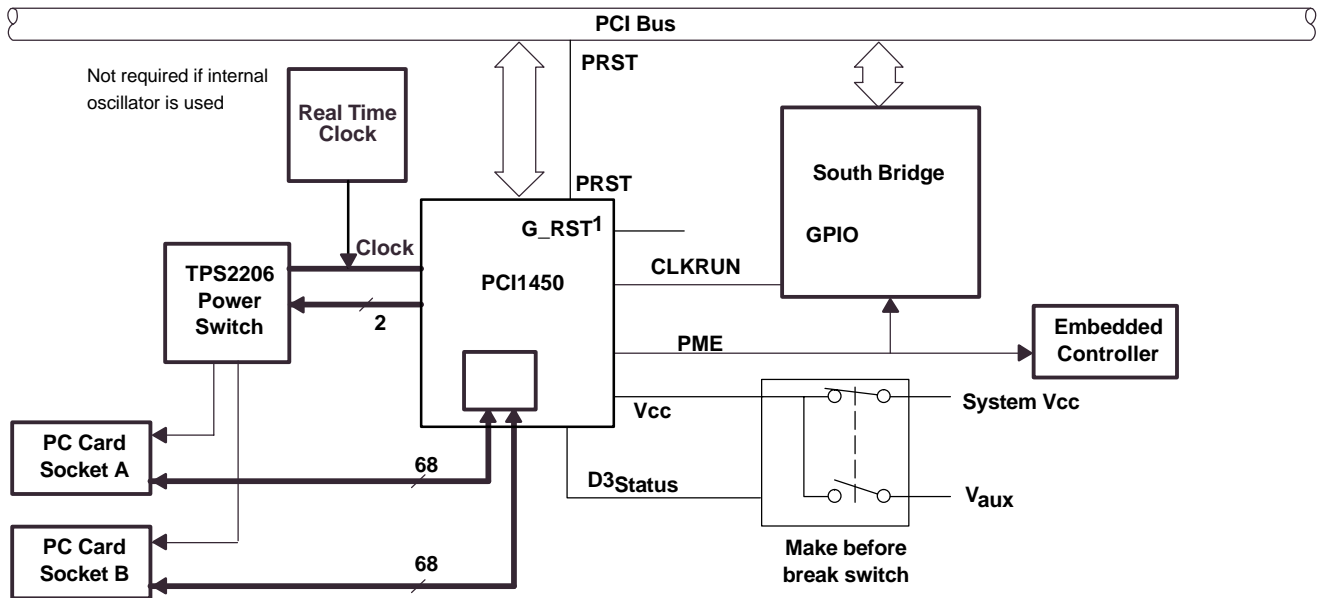 PCI Bus
PRST
Not required if internal
oscillator is used
Real Time
Clock
South Bridge
GPIO
PRST
G_RST1
Clock
CLKRUN
TPS2206
Power
Switch
PCI1450
2
PME
Embedded
Controller
Vcc
System Vcc
PC Card
Socket A
68
D3Status
Vaux
PC Card
Socket B
68
Make before
break switch